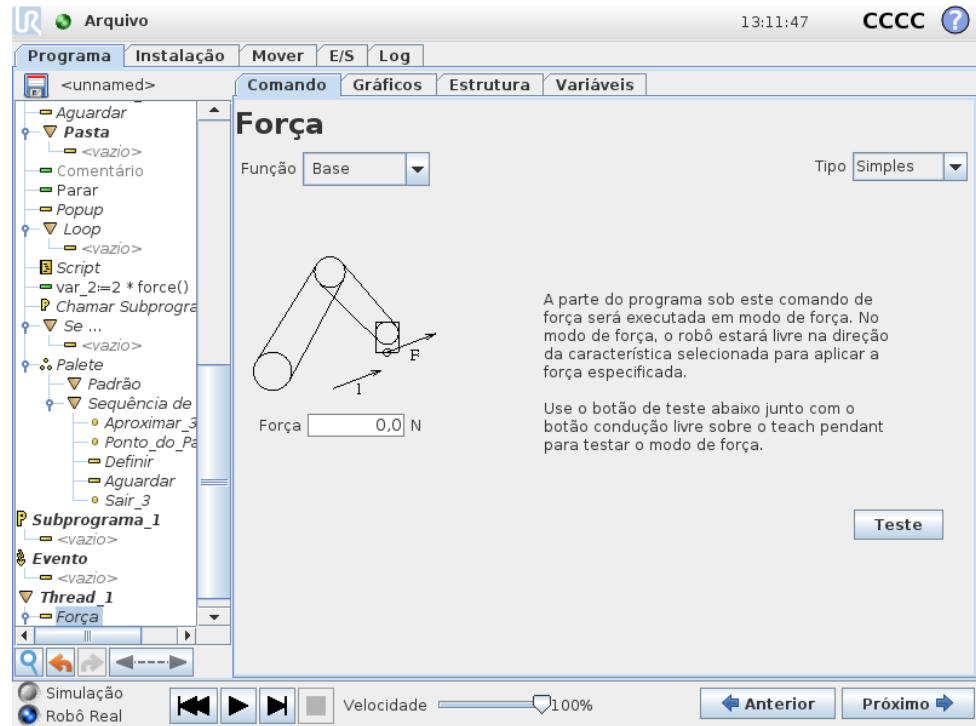 Arquivo 13:11:47 CCCC ?
Programa Instalação Mover E/S Log
<unnamed>
Comando Gráficos Estrutura Variáveis
Aguardar
Pasta
<vazio>
Comentário
Parar
Popup
Loop
<vazio>
Script
var_2:=2 * force()
Chamar Subprogra
Se ...
<vazio>
Palete
Padrão
Sequência de
Aproximar_3
Ponto_do_Pa
Definir
Aguardar
Sair_3
Subprograma_1
<vazio>
Evento
<vazio>
Thread_1
Força
Força
Função Base
Tipo Simples
F
1
Força 0,0 N
A parte do programa sob este comando de
força será executada em modo de força. No
modo de força, o robô estará livre na direção
da característica selecionada para aplicar a
força especificada.
Use o botão de teste abaixo junto com o
botão condução livre sobre o teach pendant
para testar o modo de força.
Teste
Simulação
Robô Real
Velocidade 100%
Anterior Próximo